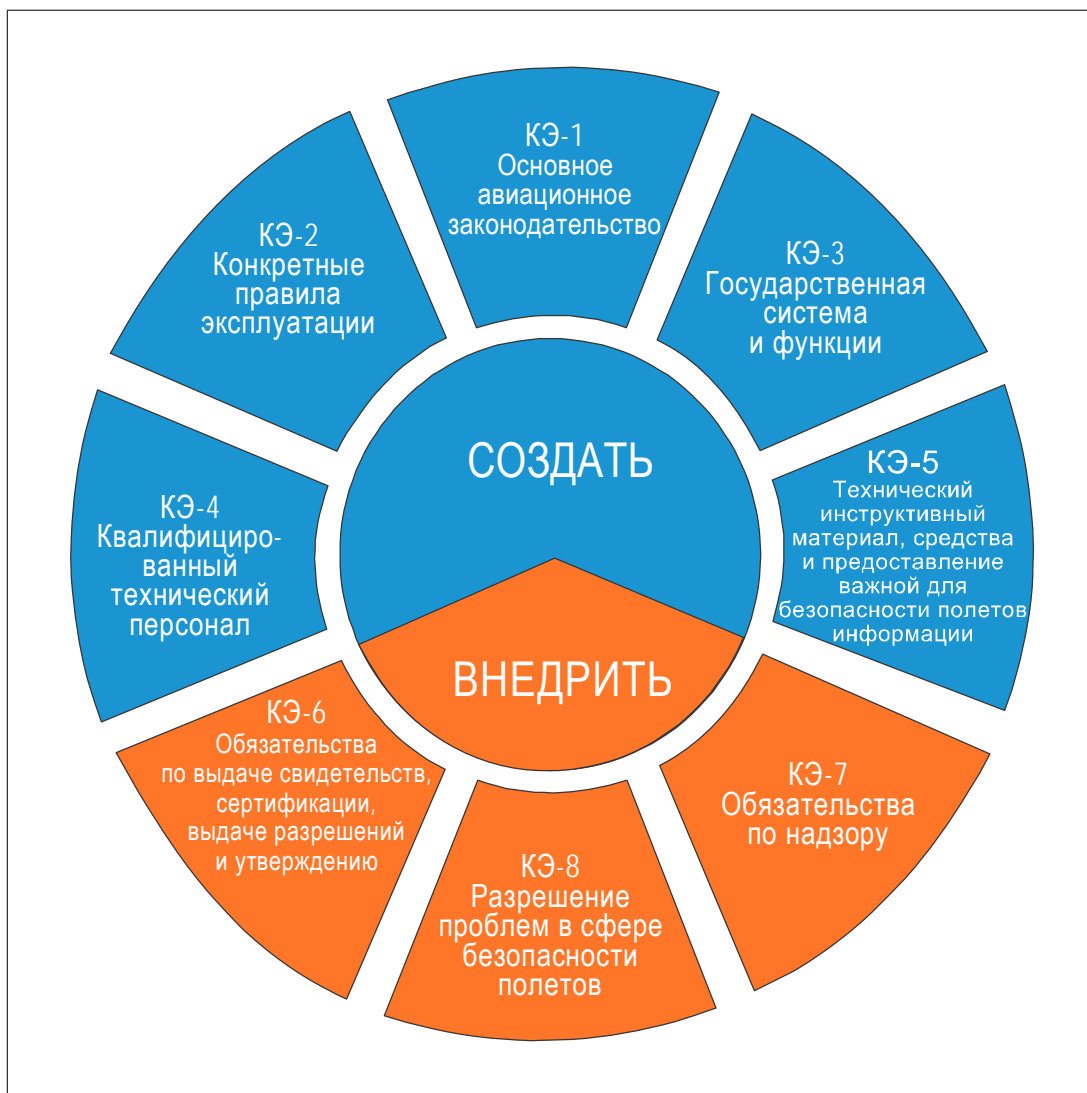 КЭ-1
Основное
авиационное
законодательство
КЭ-2
Конкретные
правила
эксплуатации
КЭ-3
Государственная
система
и функции
СОЗДАТЬ
КЭ-4
Квалифициро-
ванный
технический
персонал
КЭ-5
Технический
инструктивный
материал, средства
и предоставление
важной для
безопасности полетов
информации
ВНЕДРИТЬ
КЭ-6
Обязательства
по выдаче свидетельств,
сертификации,
выдаче разрешений
и утверждению
КЭ-7
Обязательства
по надзору
КЭ-8
Разрешение
проблем в сфере
безопасности
полетов